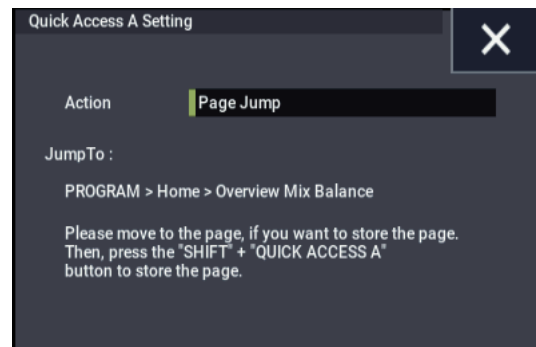 Quick Access A Setting
Action
Page Jump
JumpTo :
PROGRAM > Home > Overview Mix Balance
Please move to the page, if you want to store the page.
Then, press the "SHIFT" + "QUICK ACCESS A"
button to store the page.